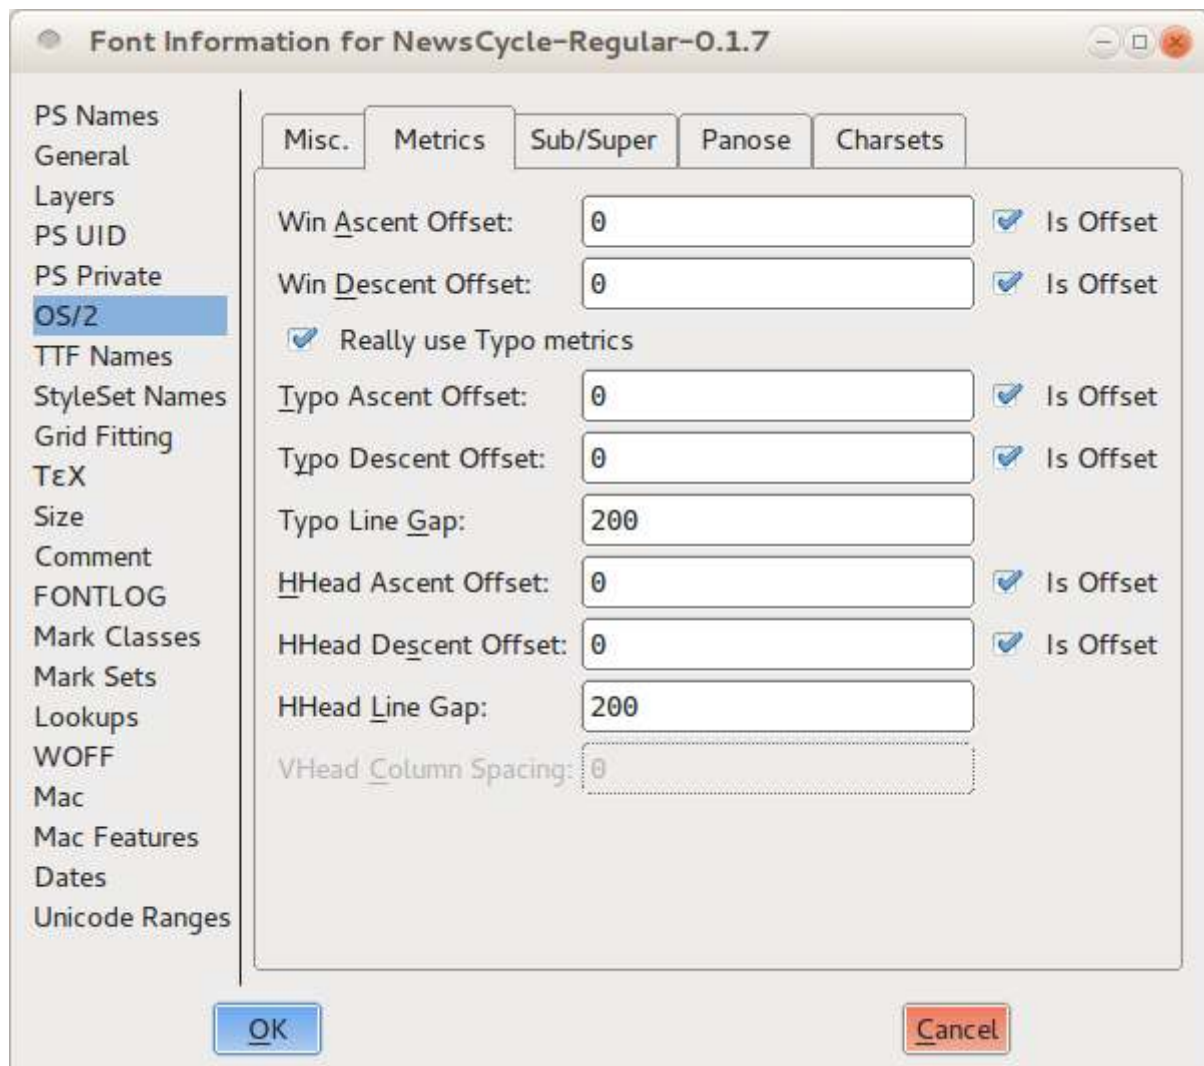 Font Information for NewsCycle-Regular-0.1.7
PS Names
General
Layers
PS UID
PS Private
OS/2
TTF Names
StyleSet Names
Grid Fitting
ΤεΧ
Size
Comment
FONTLOG
Mark Classes
Mark Sets
Lookups
WOFF
Mac
Mac Features
Dates
Unicode Ranges
Misc. Metrics Sub/Super Panose Charsets
Win Ascent Offset: 0 Is Offset
Win Descent Offset: 0 Is Offset
Really use Typo metrics
Typo Ascent Offset: 0 Is Offset
Typo Descent Offset: 0 Is Offset
Typo Line Gap: 200
HHead Ascent Offset: 0 Is Offset
HHead Descent Offset: 0 Is Offset
HHead Line Gap: 200
VHead Column Spacing: 0
OK Cancel